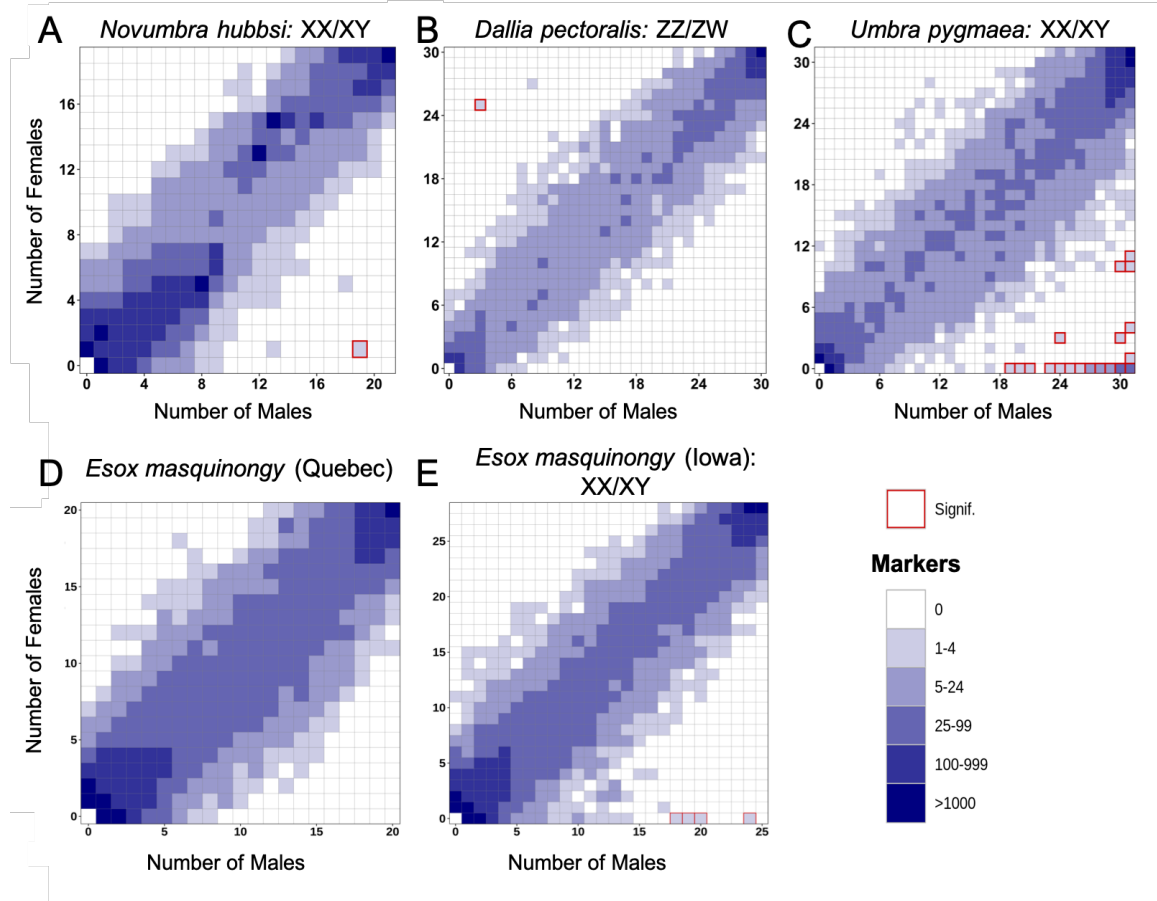 A
Novumbra hubbsi: XX/XY
Number of Females
16
12
8
4
0
0 4 8 12 16 20
Number of Males
B
Dallia pectoralis: ZZ/ZW
30
24
18
12
6
0
0 6 12 18 24 30
Number of Males
C
Umbra pygmaea: XX/XY
30
24
18
12
6
0
0 6 12 18 24 30
Number of Males
D
Esox masquinongy (Quebec)
Number of Females
20
15
10
5
0
0 5 10 15 20
Number of Males
E
Esox masquinongy (Iowa):
XX/XY
25
20
15
10
5
0
0 5 10 15 20 25
Number of Males
Signif.
Markers
0
1-4
5-24
25-99
100-999
>1000